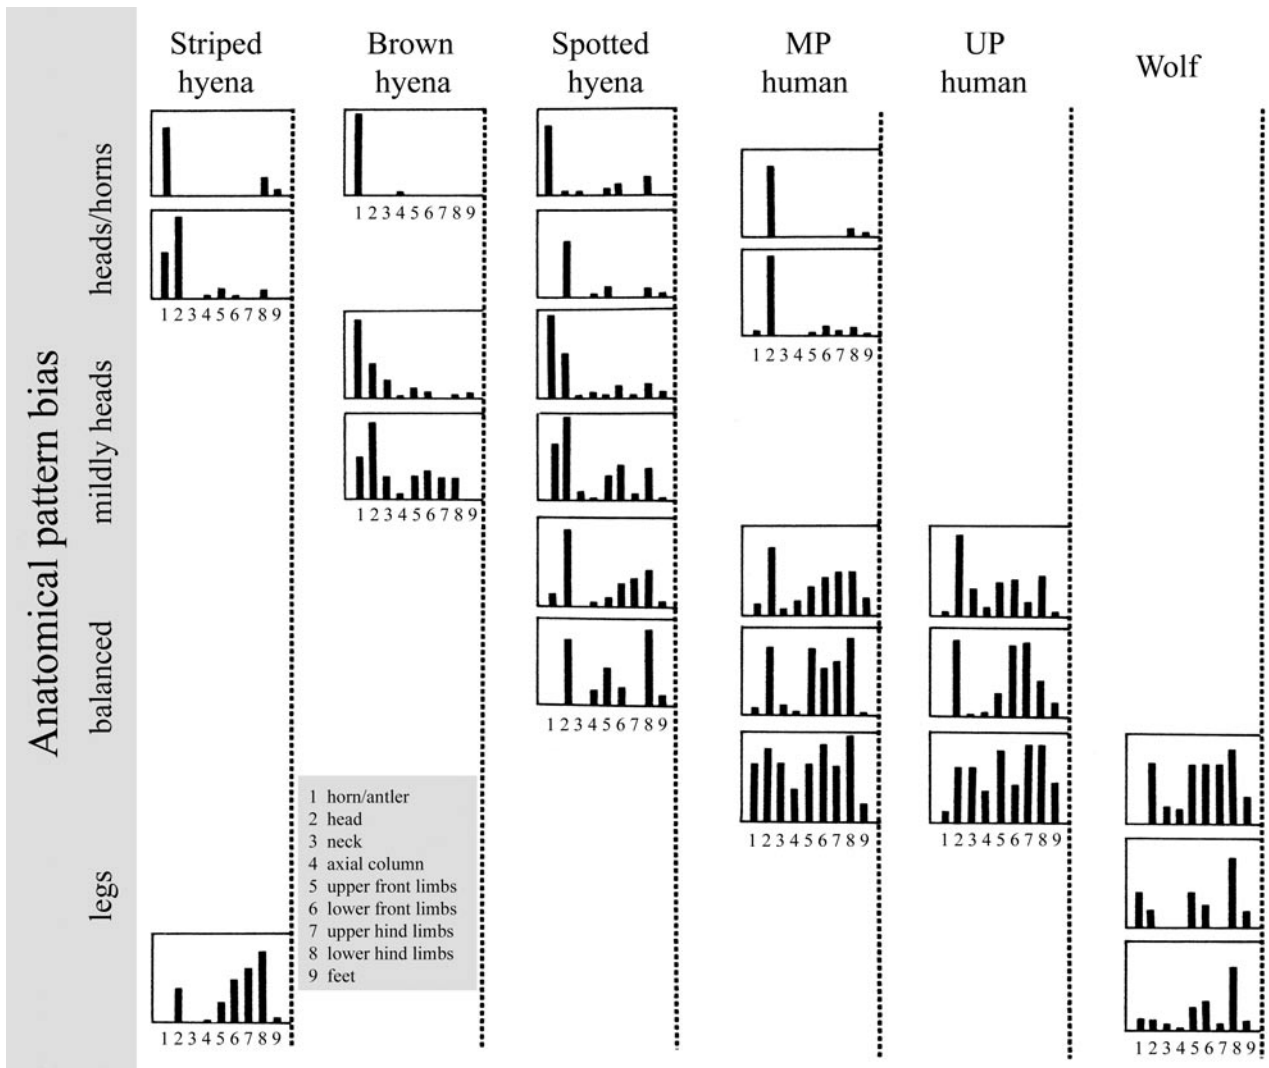 Striped
hyena
Brown
hyena
Spotted
hyena
MP
human
UP
human
Wolf
Anatomical pattern bias
heads/horns
mildly heads
balanced
legs
1 2 3 4 5 6 7 8 9
1 2 3 4 5 6 7 8 9
1 2 3 4 5 6 7 8 9
1 2 3 4 5 6 7 8 9
1 2 3 4 5 6 7 8 9
1 2 3 4 5 6 7 8 9
1 2 3 4 5 6 7 8 9
1 horn/antler
2 head
3 neck
4 axial column
5 upper front limbs
6 lower front limbs
7 upper hind limbs
8 lower hind limbs
9 feet
1 2 3 4 5 6 7 8 9
1 2 3 4 5 6 7 8 9